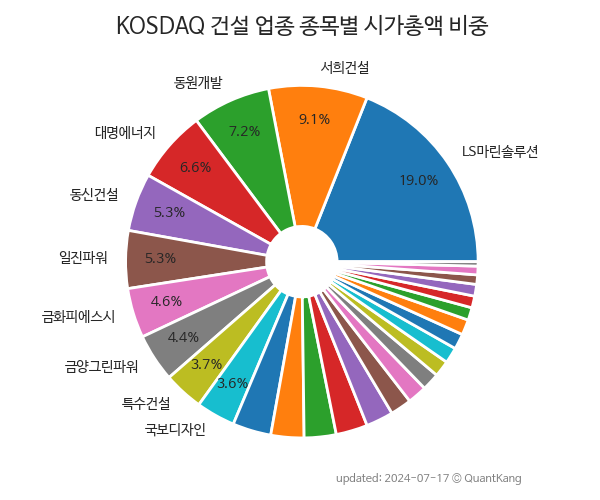 KOSDAQ 건설 업종 종목별 시가총액 비중
LS마린솔루션
19.0%
서희건설
9.1%
동원개발
7.2%
대명에너지
6.6%
동신건설
5.3%
일진파워
5.3%
금화피에스시
4.6%
금양그린파워
4.4%
특수건설
3.7%
국보디자인
3.6%
updated: 2024-07-17 © QuantKang